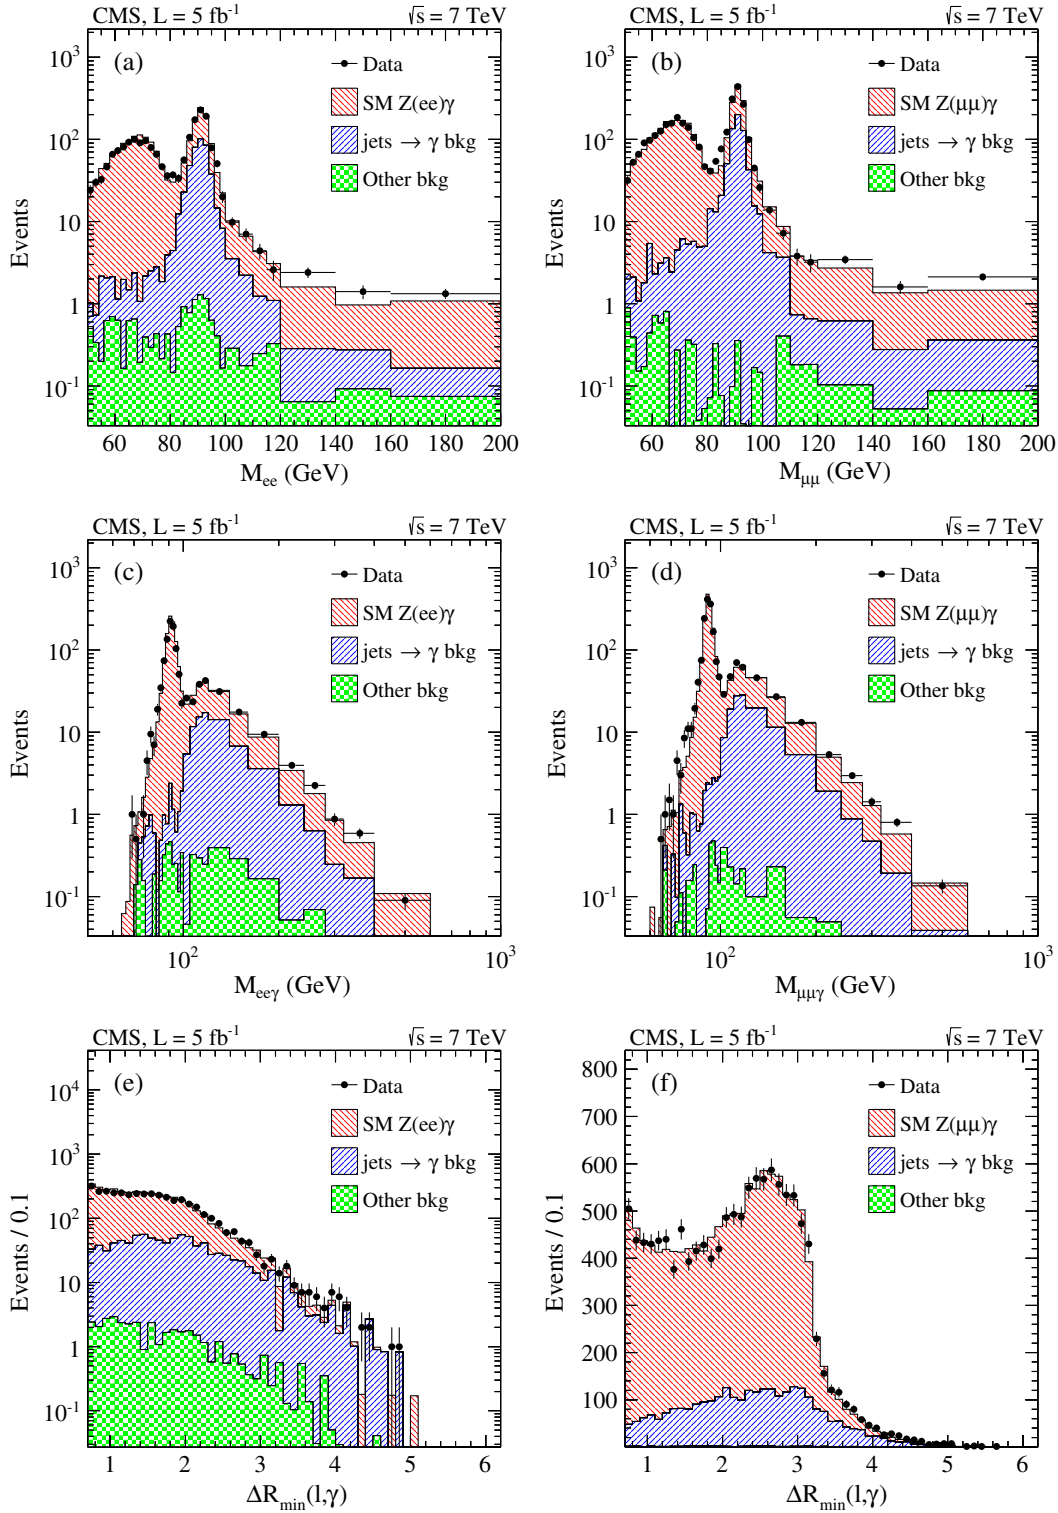 CMS, L = 5 fb⁻¹ √s = 7 TeV
(a)
Data
SM Z(ee)γ
jets → γ bkg
Other bkg
Events
10³
10²
10
1
10⁻¹
60 80 100 120 140 160 180 200
M_ee (GeV)
CMS, L = 5 fb⁻¹ √s = 7 TeV
(b)
Data
SM Z(μμ)γ
jets → γ bkg
Other bkg
Events
10³
10²
10
1
10⁻¹
60 80 100 120 140 160 180 200
M_μμ (GeV)
CMS, L = 5 fb⁻¹ √s = 7 TeV
(c)
Data
SM Z(ee)γ
jets → γ bkg
Other bkg
Events
10³
10²
10
1
10⁻¹
10² 10³
M_eeγ (GeV)
CMS, L = 5 fb⁻¹ √s = 7 TeV
(d)
Data
SM Z(μμ)γ
jets → γ bkg
Other bkg
Events
10³
10²
10
1
10⁻¹
10² 10³
M_μμγ (GeV)
CMS, L = 5 fb⁻¹ √s = 7 TeV
(e)
Data
SM Z(ee)γ
jets → γ bkg
Other bkg
Events / 0.1
10⁴
10³
10²
10
1
10⁻¹
1 2 3 4 5 6
ΔR_min(l,γ)
CMS, L = 5 fb⁻¹ √s = 7 TeV
(f)
Data
SM Z(μμ)γ
jets → γ bkg
Other bkg
Events / 0.1
800
700
600
500
400
300
200
100
1 2 3 4 5 6
ΔR_min(l,γ)